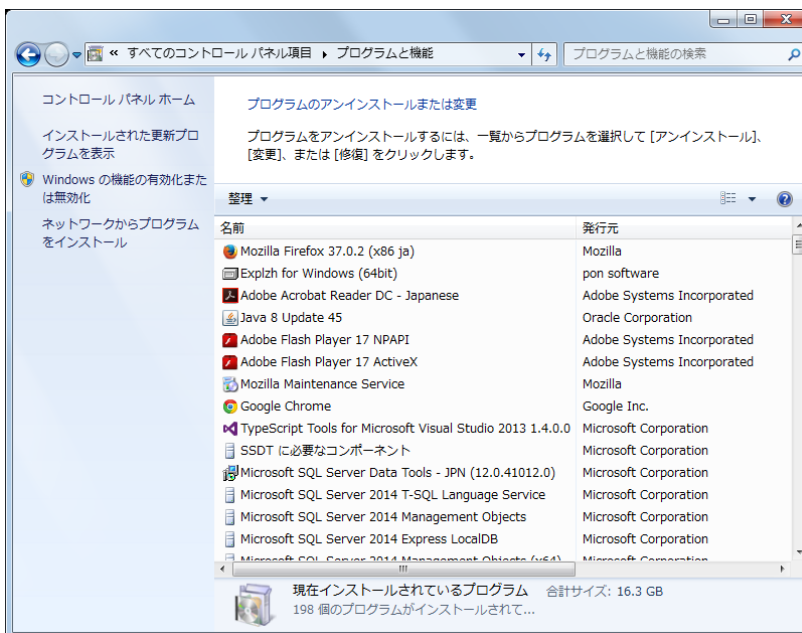 « すべてのコントロール パネル項目 ▸ プログラムと機能
プログラムと機能の検索
コントロール パネル ホーム
インストールされた更新プロ
グラムを表示
Windows の機能の有効化また
は無効化
ネットワークからプログラム
をインストール
プログラムのアンインストールまたは変更
プログラムをアンインストールするには、一覧からプログラムを選択して [アンインストール]、
[変更]、または [修復] をクリックします。
整理
名前 発行元
Mozilla Firefox 37.0.2 (x86 ja) Mozilla
Explzh for Windows (64bit) pon software
Adobe Acrobat Reader DC - Japanese Adobe Systems Incorporated
Java 8 Update 45 Oracle Corporation
Adobe Flash Player 17 NPAPI Adobe Systems Incorporated
Adobe Flash Player 17 ActiveX Adobe Systems Incorporated
Mozilla Maintenance Service Mozilla
Google Chrome Google Inc.
TypeScript Tools for Microsoft Visual Studio 2013 1.4.0.0 Microsoft Corporation
SSDT に必要なコンポーネント Microsoft Corporation
Microsoft SQL Server Data Tools - JPN (12.0.41012.0) Microsoft Corporation
Microsoft SQL Server 2014 T-SQL Language Service Microsoft Corporation
Microsoft SQL Server 2014 Management Objects Microsoft Corporation
Microsoft SQL Server 2014 Express LocalDB Microsoft Corporation
Microsoft SQL Server 2014 Management Objects (x64) Microsoft Corporation
現在インストールされているプログラム 合計サイズ: 16.3 GB
198 個のプログラムがインストールされて...